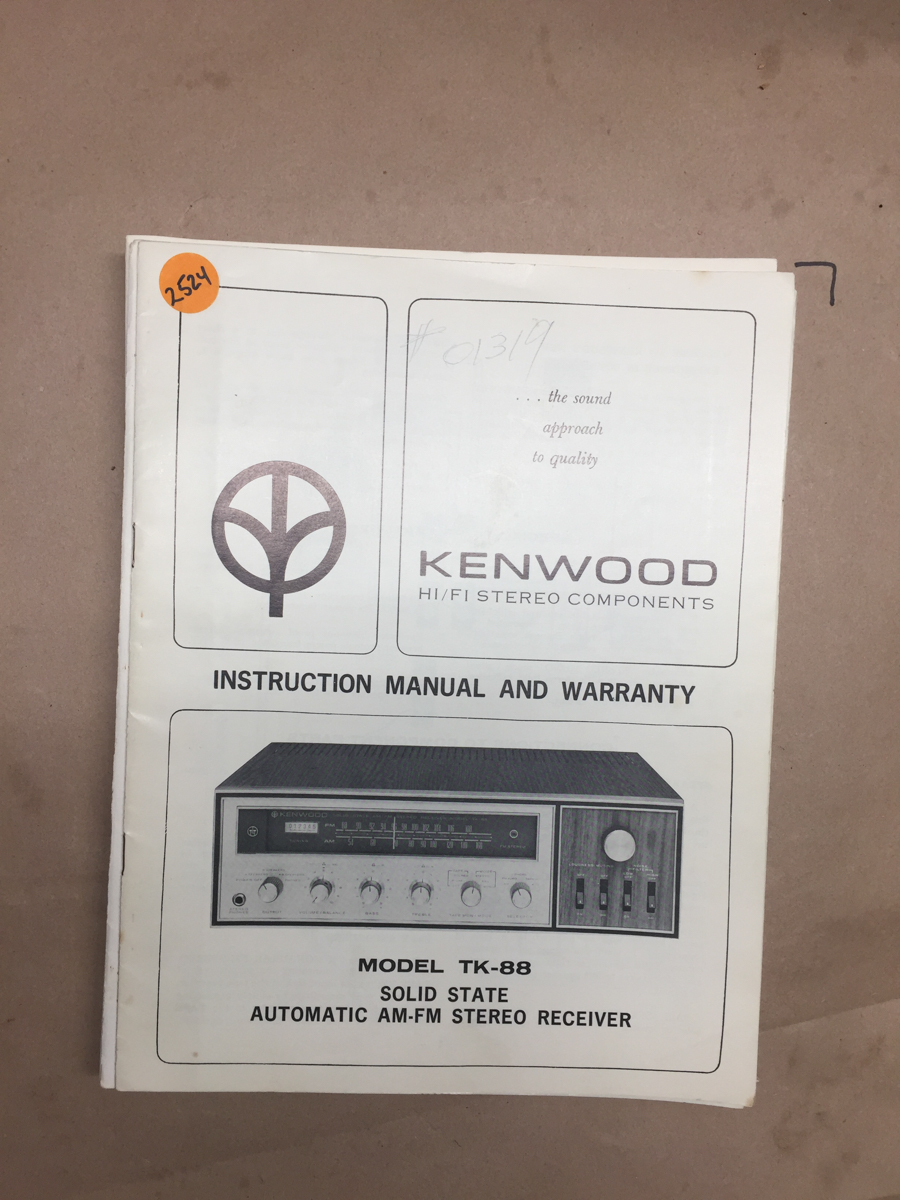 2524
# 01319
. . . the sound
approach
to quality
KENWOOD
HI/FI STEREO COMPONENTS
INSTRUCTION MANUAL AND WARRANTY
KENWOOD
MODEL TK-88
SOLID STATE
AUTOMATIC AM-FM STEREO RECEIVER